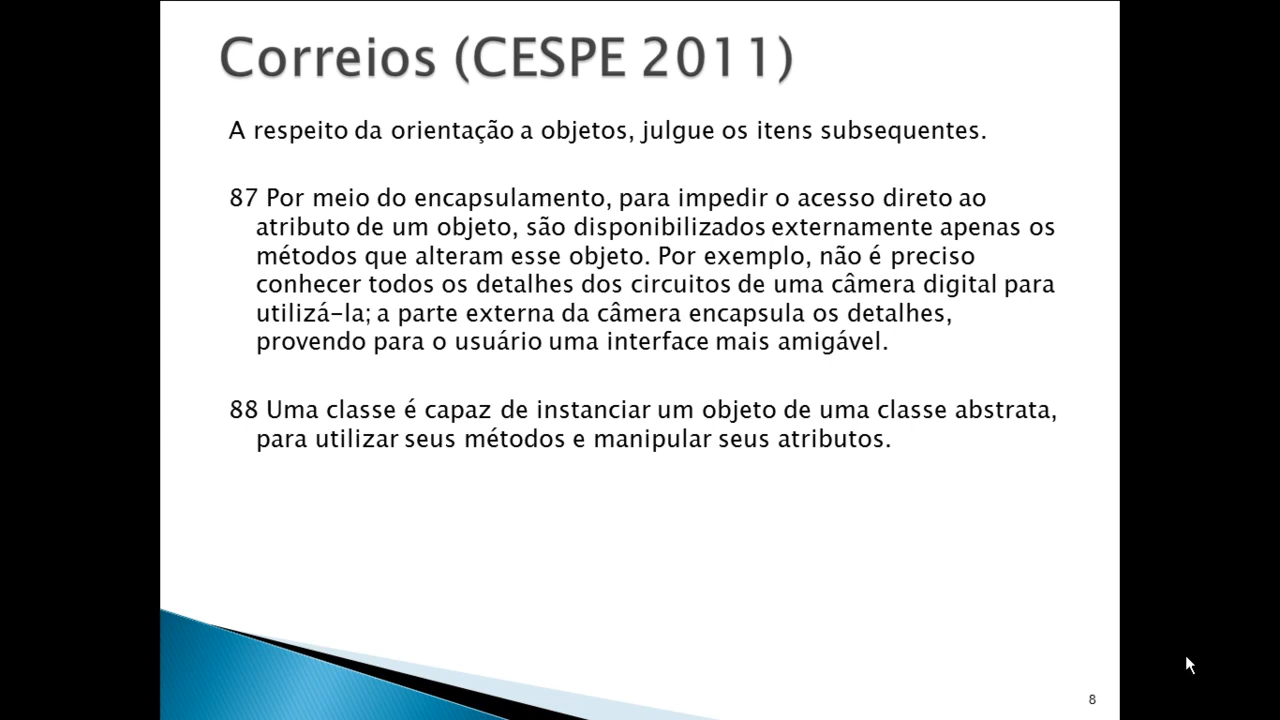 Correios (CESPE 2011)
A respeito da orientação a objetos, julgue os itens subsequentes.
87 Por meio do encapsulamento, para impedir o acesso direto ao
atributo de um objeto, são disponibilizados externamente apenas os
métodos que alteram esse objeto. Por exemplo, não é preciso
conhecer todos os detalhes dos circuitos de uma câmera digital para
utilizá-la; a parte externa da câmera encapsula os detalhes,
provendo para o usuário uma interface mais amigável.
88 Uma classe é capaz de instanciar um objeto de uma classe abstrata,
para utilizar seus métodos e manipular seus atributos.
8